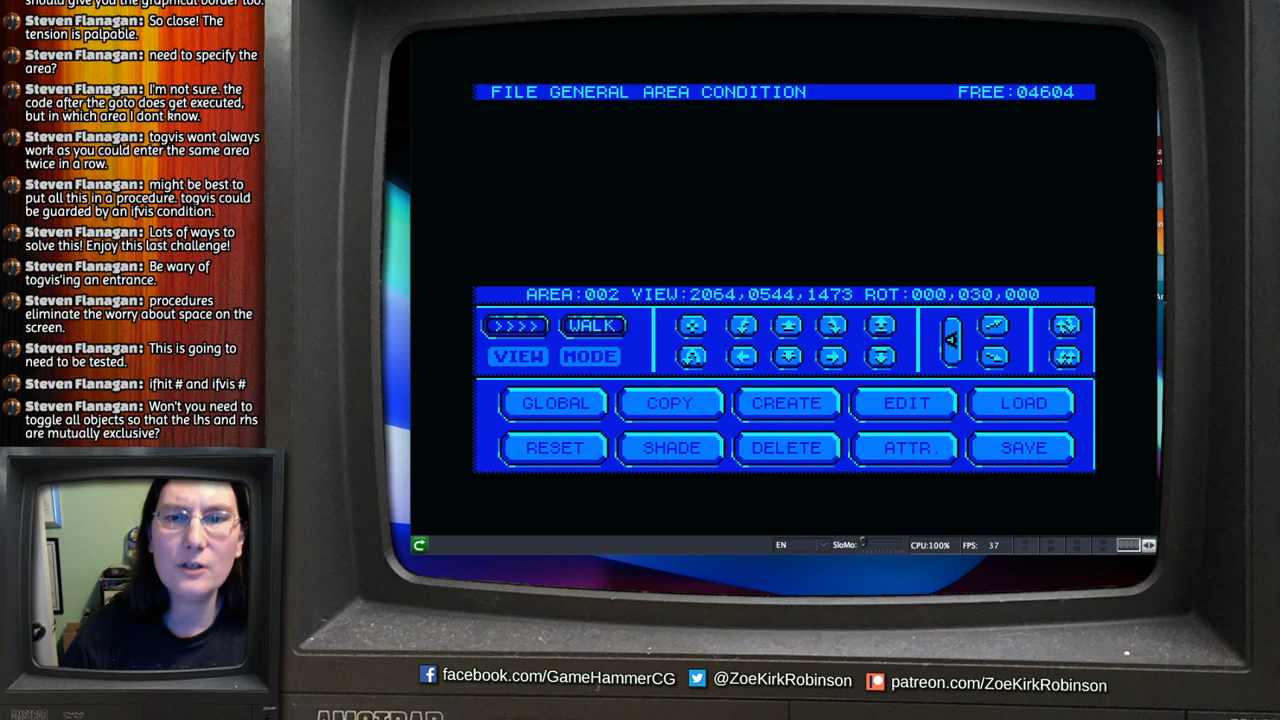 should give you the graphical border too.
Steven Flanagan: So close! The
tension is palpable.
Steven Flanagan: need to specify the
area?
Steven Flanagan: I'm not sure. the
code after the goto does get executed,
but in which area I dont know.
Steven Flanagan: togvis wont always
work as you could enter the same area
twice in a row.
Steven Flanagan: might be best to
put all this in a procedure. togvis could
be guarded by an ifvis condition.
Steven Flanagan: Lots of ways to
solve this! Enjoy this last challenge!
Steven Flanagan: Be wary of
togvis'ing an entrance.
Steven Flanagan: procedures
eliminate the worry about space on the
screen.
Steven Flanagan: This is going to
need to be tested.
Steven Flanagan: ifhit # and ifvis #
Steven Flanagan: Won't you need to
toggle all objects so that the lhs and rhs
are mutually exclusive?
FILE GENERAL AREA CONDITION FREE:04604
AREA:002 VIEW:2064,0544,1473 ROT:000,030,000
>>>> WALK
VIEW MODE
GLOBAL COPY CREATE EDIT LOAD
RESET SHADE DELETE ATTR. SAVE
EN SloMo: CPU:100% FPS: 37
facebook.com/GameHammerCG @ZoeKirkRobinson patreon.com/ZoeKirkRobinson